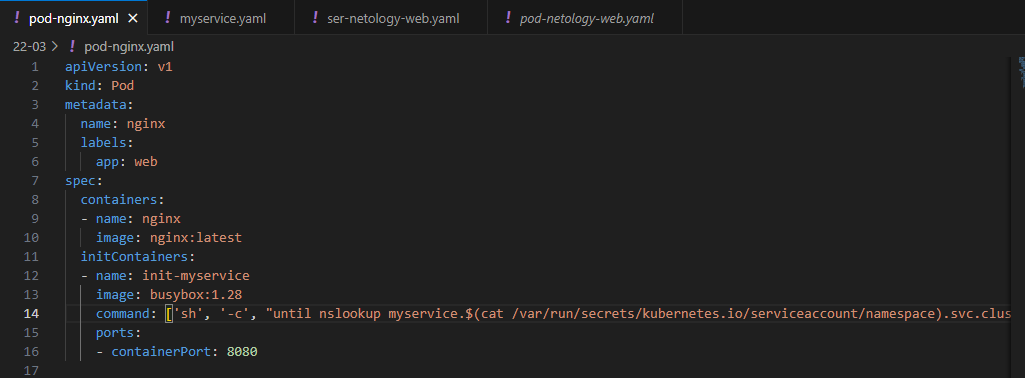 ! pod-nginx.yaml × ! myservice.yaml ! ser-netology-web.yaml ! pod-netology-web.yaml
22-03 > ! pod-nginx.yaml
1 apiVersion: v1
2 kind: Pod
3 metadata:
4   name: nginx
5   labels:
6     app: web
7 spec:
8   containers:
9   - name: nginx
10     image: nginx:latest
11   initContainers:
12   - name: init-myservice
13     image: busybox:1.28
14     command: ['sh', '-c', "until nslookup myservice.$(cat /var/run/secrets/kubernetes.io/serviceaccount/namespace).svc.clus
15     ports:
16     - containerPort: 8080
17